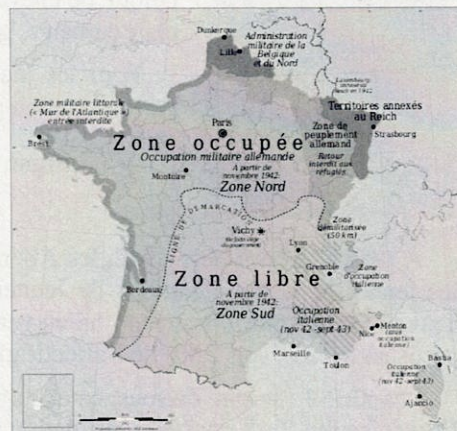 Dunkerque
Lille
Administration
militaire de la
Belgique
et du Nord
Zone militaire littorale
(« Mur de l'Atlantique »)
entrée interdite
Territoires annexés
au Reich
Brest
Paris
Zone de
peuplement
allemand
Strasbourg
Zone occupée
Occupation militaire allemande
Retour
interdit aux
réfugiés
Montoire
A partir de
novembre 1942:
Zone Nord
LIGNE DE DÉMARCATION
Vichy
Zone
démilitarisée
(50 km)
Lyon
Zone libre
Grenoble
Zone
d'occupation
italienne
Bordeaux
A partir de
novembre 1942:
Zone Sud
Occupation
italienne
(nov 42 -sept 43)
Nice
Menton
Marseille
Toulon
Bastia
Occupation
italienne
(nov 42 -sept 43)
Ajaccio